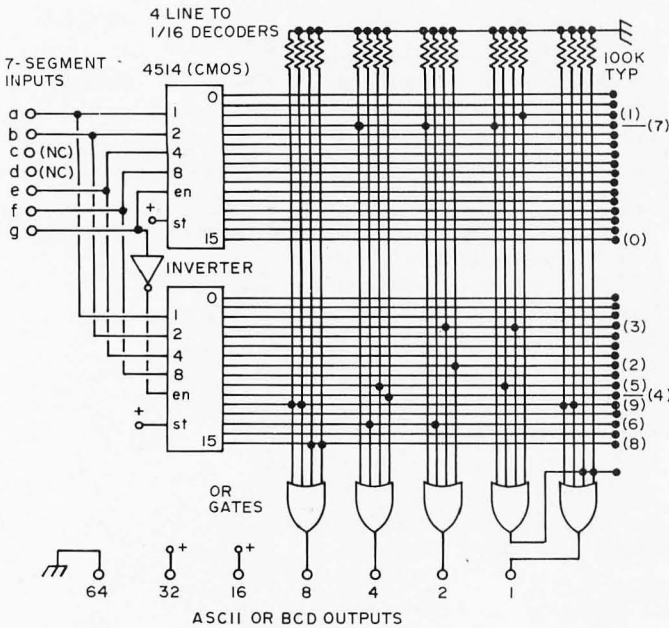 4 LINE TO
1/16 DECODERS
7-SEGMENT
INPUTS
4514 (CMOS)
100K
TYP
0
a
1
(1)
b
2
(7)
c (NC)
4
d (NC)
8
e
en
f
+
st
g
15
(0)
INVERTER
0
1
(3)
2
4
(2)
8
(5)
en
(4)
(9)
+
st
(6)
15
(8)
OR
GATES
+
+
64
32
16
8
4
2
1
ASCII OR BCD OUTPUTS